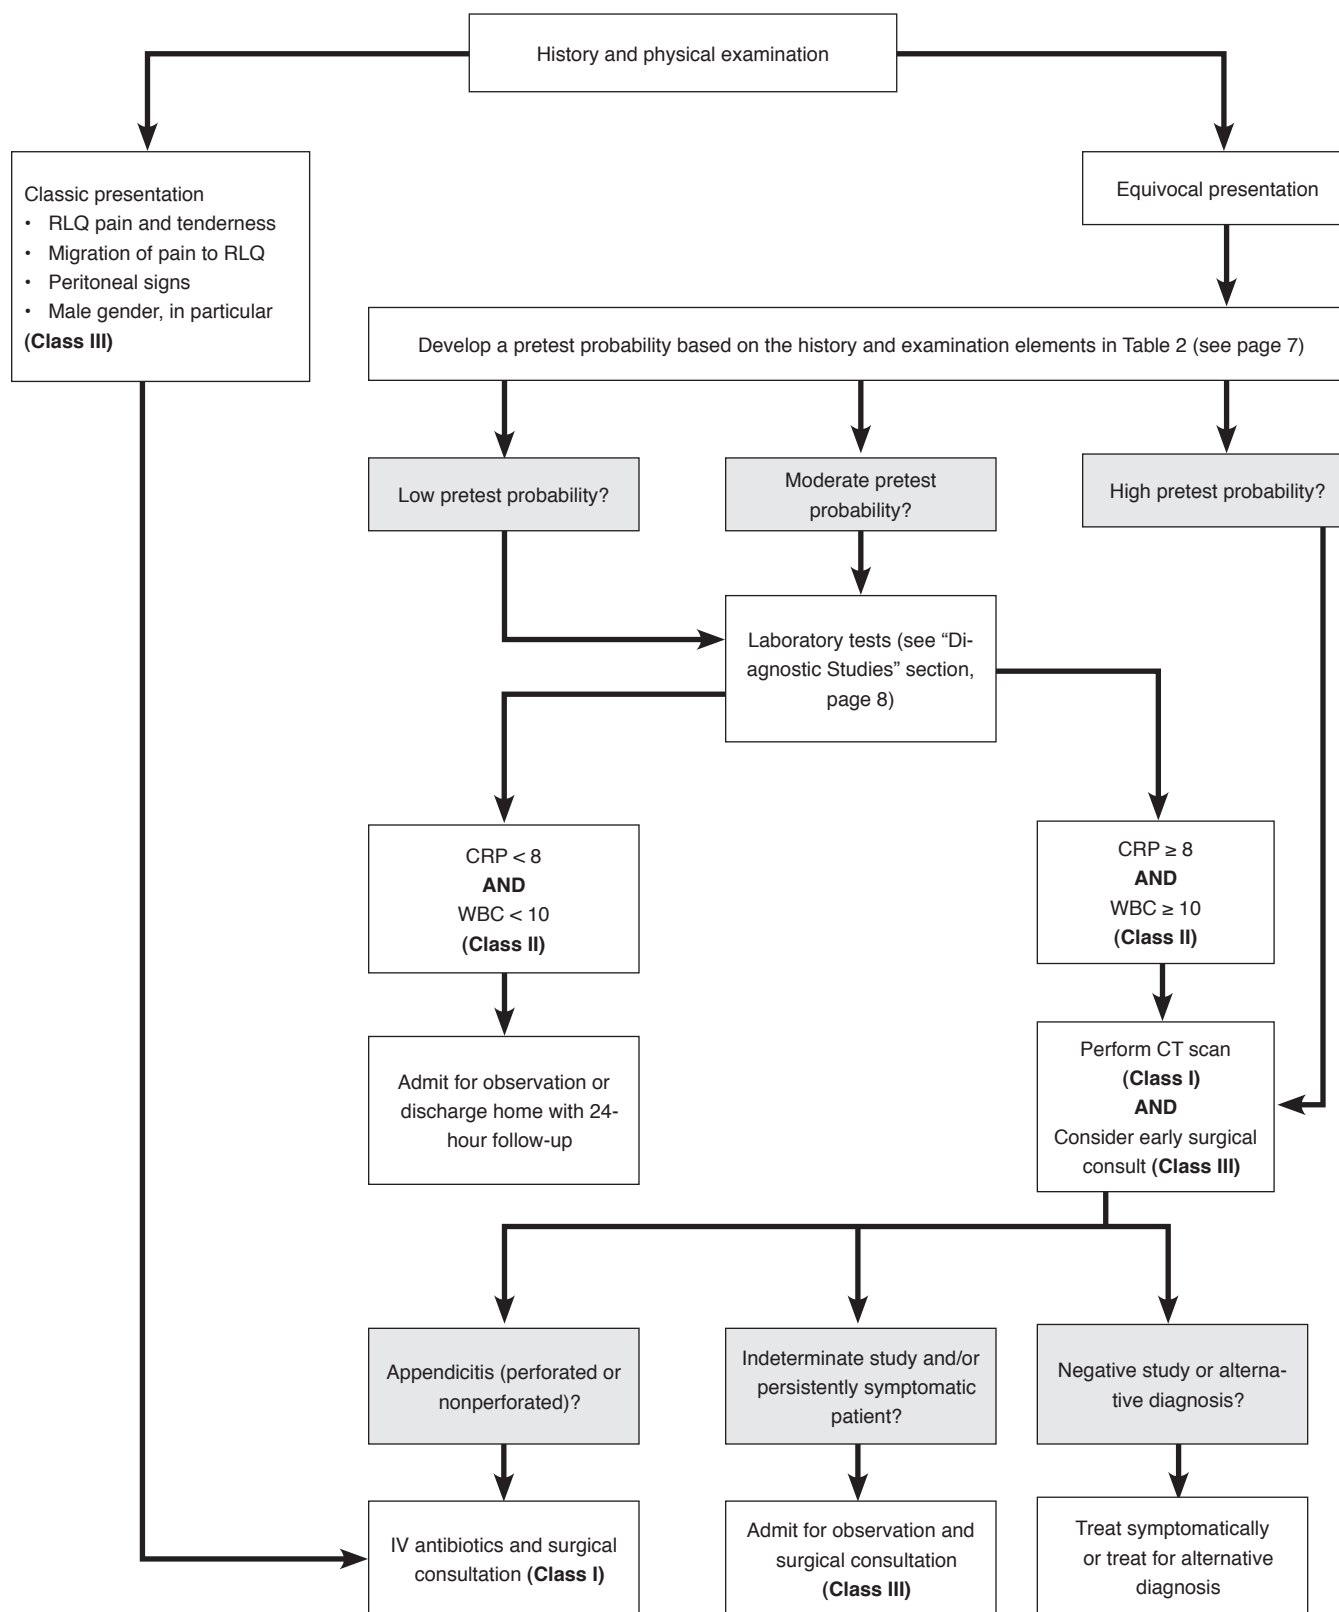 History and physical examination
Classic presentation
• RLQ pain and tenderness
• Migration of pain to RLQ
• Peritoneal signs
• Male gender, in particular
(Class III)
Equivocal presentation
Develop a pretest probability based on the history and examination elements in Table 2 (see page 7)
Low pretest probability?
Moderate pretest
probability?
High pretest probability?
Laboratory tests (see “Di-
agnostic Studies” section,
page 8)
CRP < 8
AND
WBC < 10
(Class II)
CRP ≥ 8
AND
WBC ≥ 10
(Class II)
Admit for observation or
discharge home with 24-
hour follow-up
Perform CT scan
(Class I)
AND
Consider early surgical
consult (Class III)
Appendicitis (perforated or
nonperforated)?
Indeterminate study and/or
persistently symptomatic
patient?
Negative study or alterna-
tive diagnosis?
IV antibiotics and surgical
consultation (Class I)
Admit for observation and
surgical consultation
(Class III)
Treat symptomatically
or treat for alternative
diagnosis